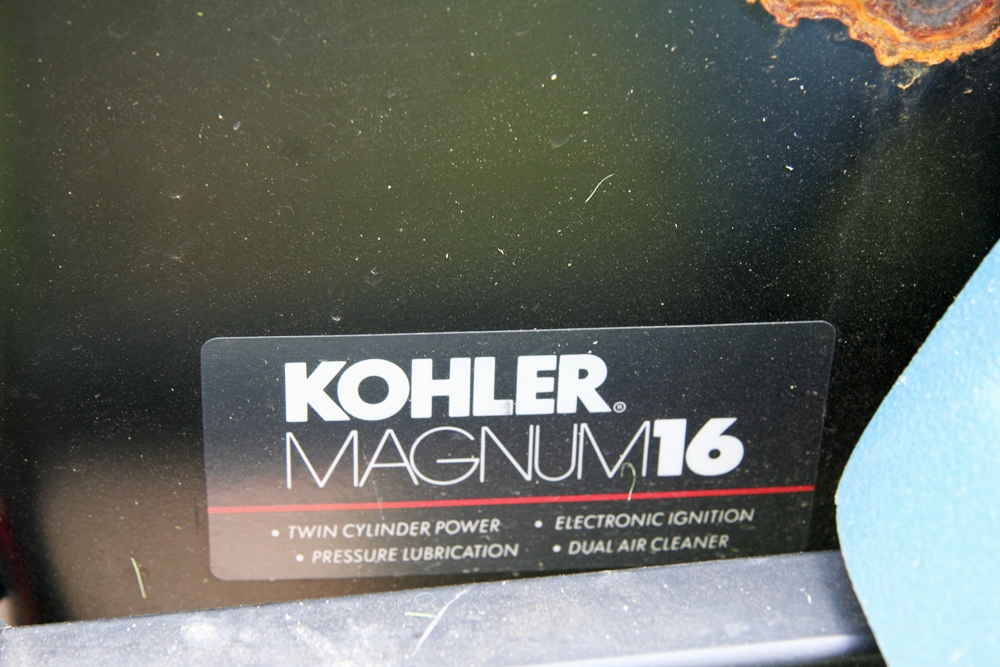 KOHLER®
MAGNUM16
• TWIN CYLINDER POWER • ELECTRONIC IGNITION
• PRESSURE LUBRICATION • DUAL AIR CLEANER